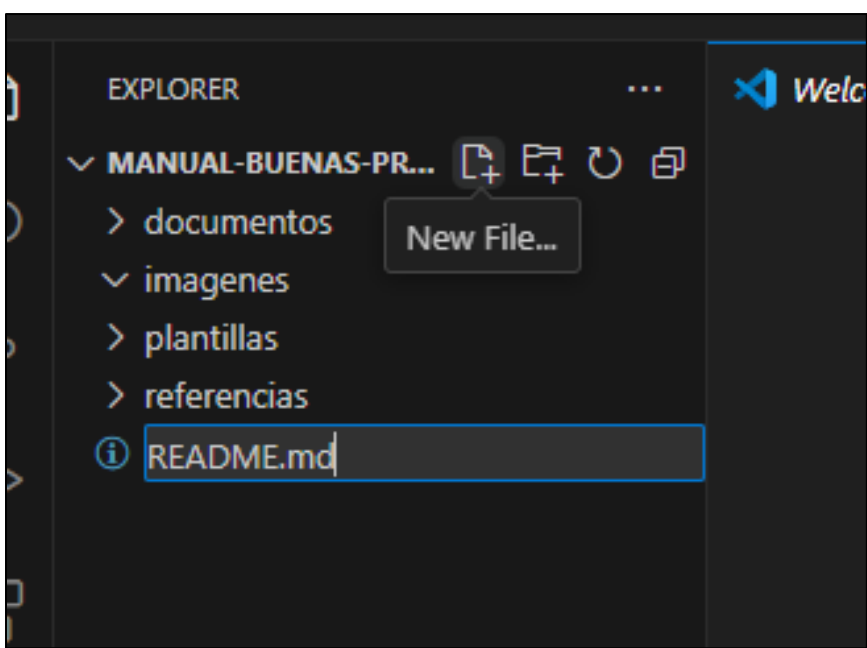 EXPLORER
Welc
MANUAL-BUENAS-PR...
documentos
New File...
imagenes
plantillas
referencias
README.md